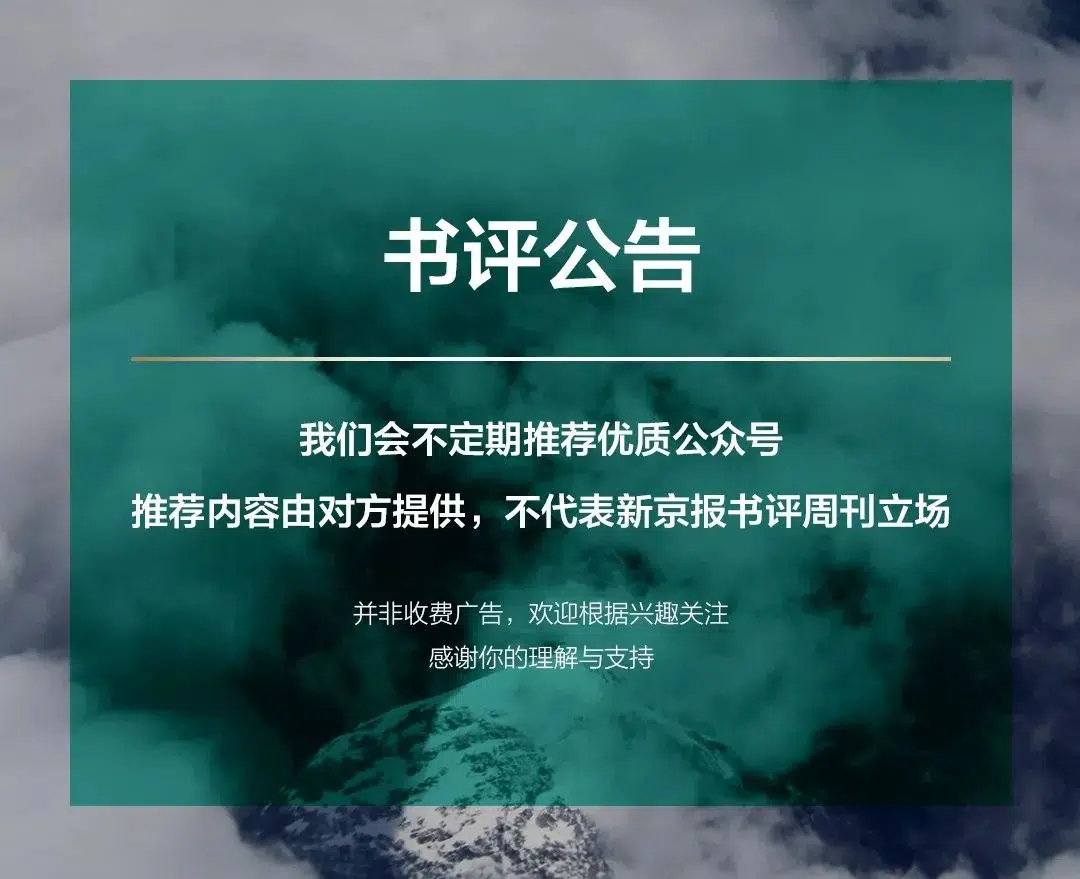 书评公告
我们会不定期推荐优质公众号
推荐内容由对方提供，不代表新京报书评周刊立场
并非收费广告，欢迎根据兴趣关注
感谢你的理解与支持